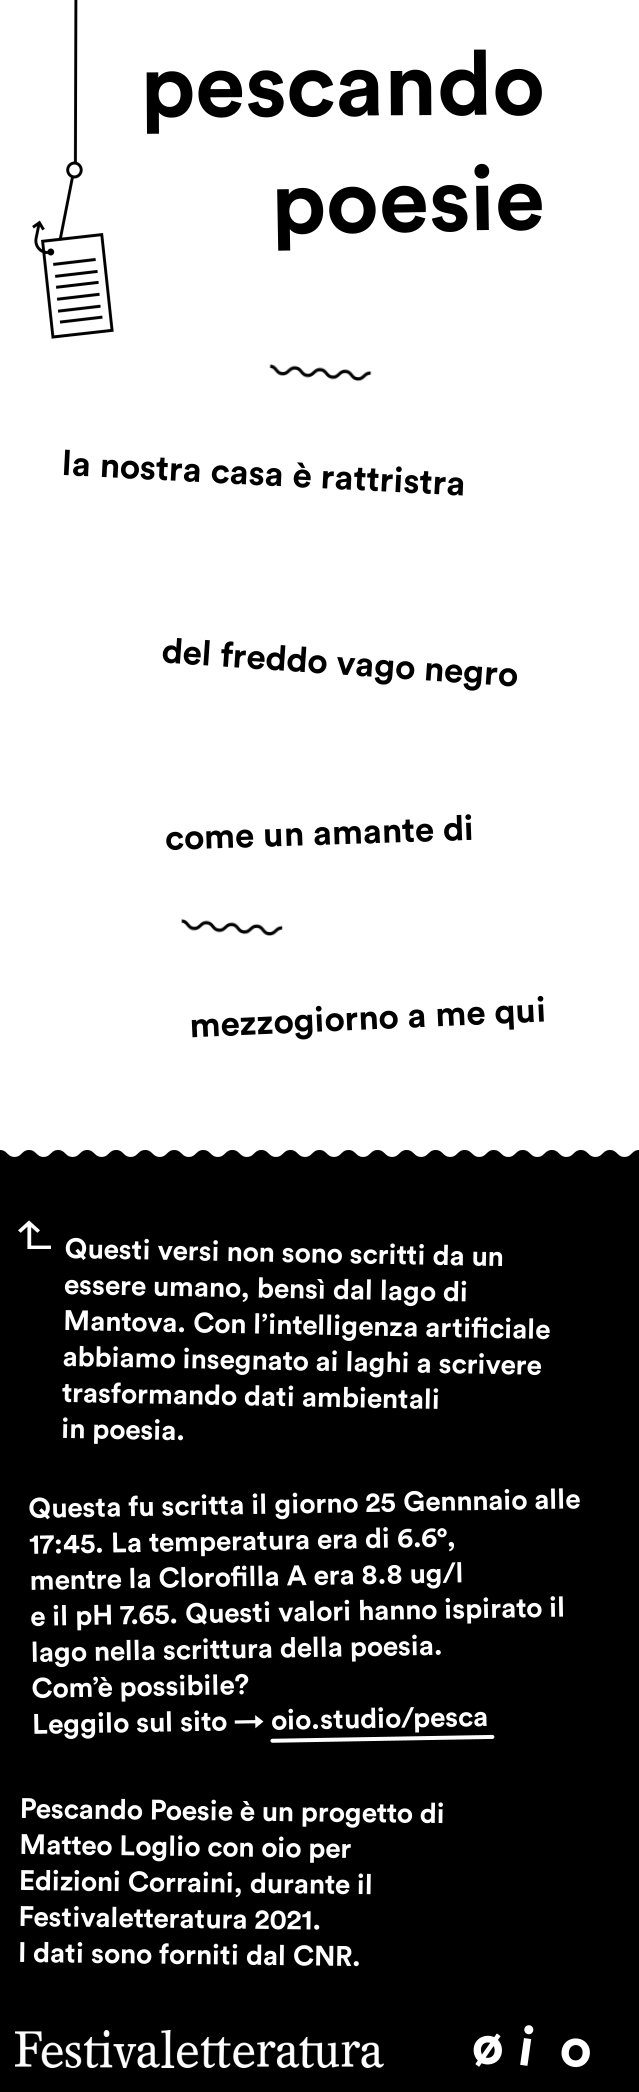 pescando
poesie
la nostra casa è rattristra
del freddo vago negro
come un amante di
mezzogiorno a me qui
Questi versi non sono scritti da un
essere umano, bensì dal lago di
Mantova. Con l’intelligenza artificiale
abbiamo insegnato ai laghi a scrivere
trasformando dati ambientali
in poesia.
Questa fu scritta il giorno 25 Gennnaio alle
17:45. La temperatura era di 6.6°,
mentre la Clorofilla A era 8.8 ug/l
e il pH 7.65. Questi valori hanno ispirato il
lago nella scrittura della poesia.
Com’è possibile?
Leggilo sul sito → oio.studio/pesca
Pescando Poesie è un progetto di
Matteo Loglio con oio per
Edizioni Corraini, durante il
Festivaletteratura 2021.
I dati sono forniti dal CNR.
Festivaletteratura øio